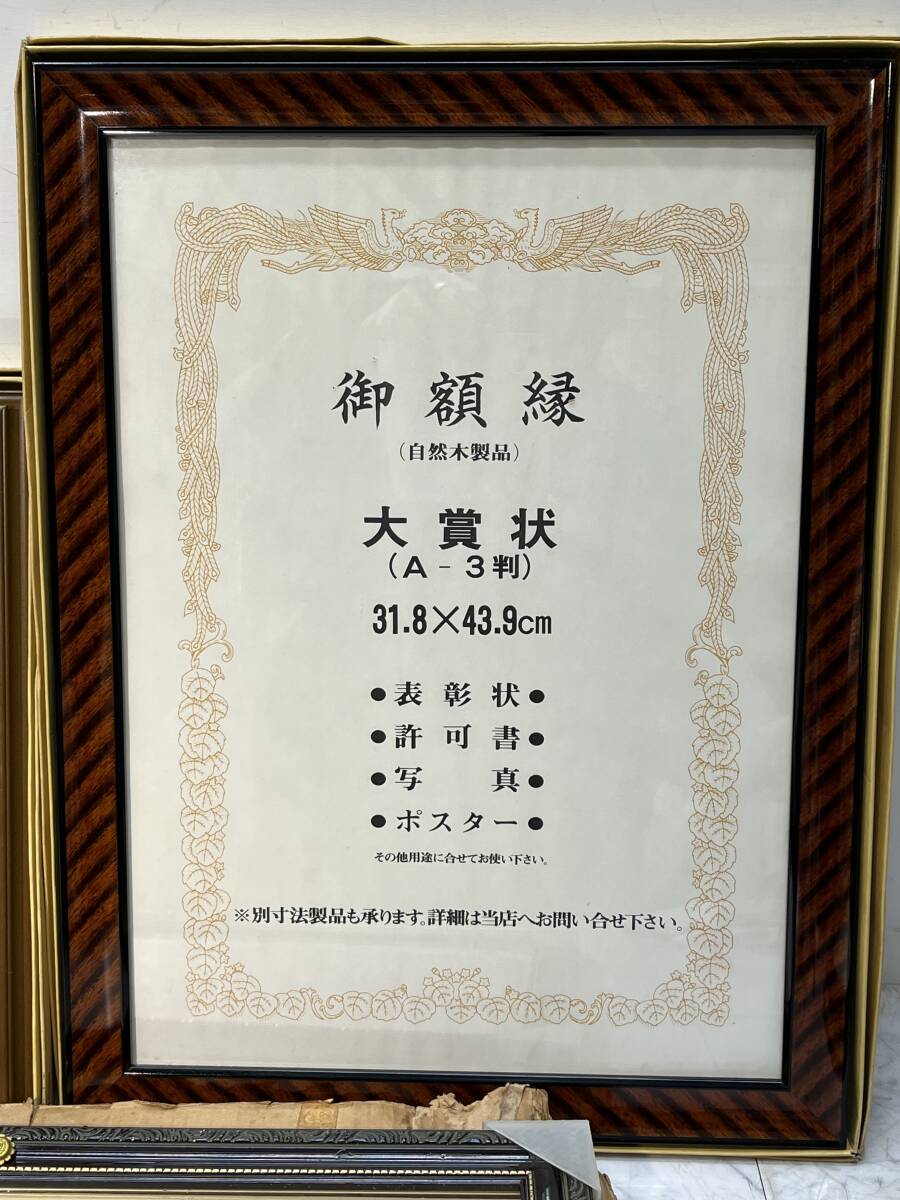 御額縁
(自然木製品)
大賞状
(A-3判)
31.8×43.9cm
●表彰状●
●許可書●
●写真●
●ポスター●
その他用途に合せてお使い下さい。
※別寸法製品も承ります。詳細は当店へお問い合せ下さい。